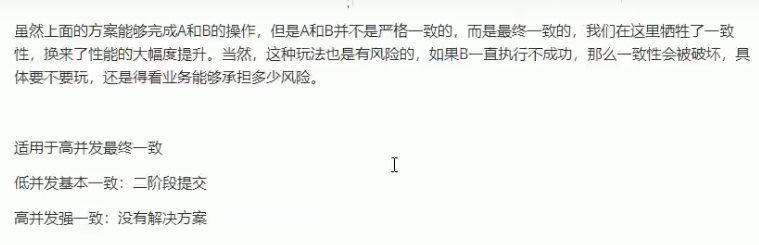 虽然上面的方案能够完成A和B的操作，但是A和B并不是严格一致的，而是最终一致的，我们在这里牺牲了一致
性，换来了性能的大幅度提升。当然，这种玩法也是有风险的，如果B一直执行不成功，那么一致性会被破坏，具
体要不要玩，还是得看业务能够承担多少风险。
适用于高并发最终一致
低并发基本一致：二阶段提交
高并发强一致：没有解决方案